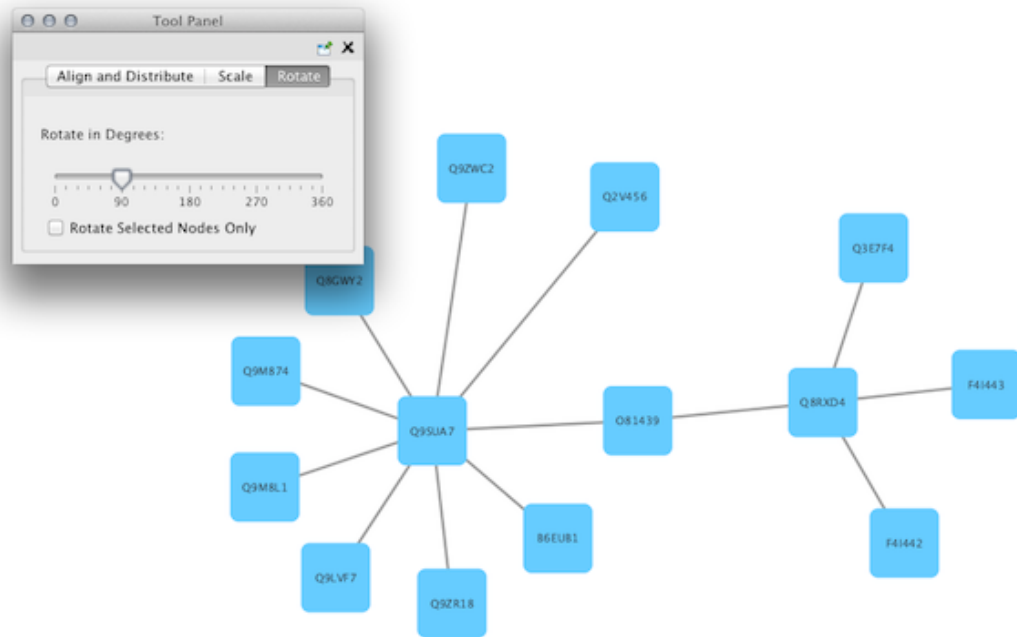 Tool Panel
Align and Distribute Scale Rotate
Rotate in Degrees:
0 90 180 270 360
Rotate Selected Nodes Only
Q9ZWC2
Q2V456
Q3E7F4
Q8GWY2
Q9M874
F4I443
Q8RXD4
O81439
Q9SUA7
Q9M8L1
B6EUB1
F4I442
Q9LVF7
Q9ZR18